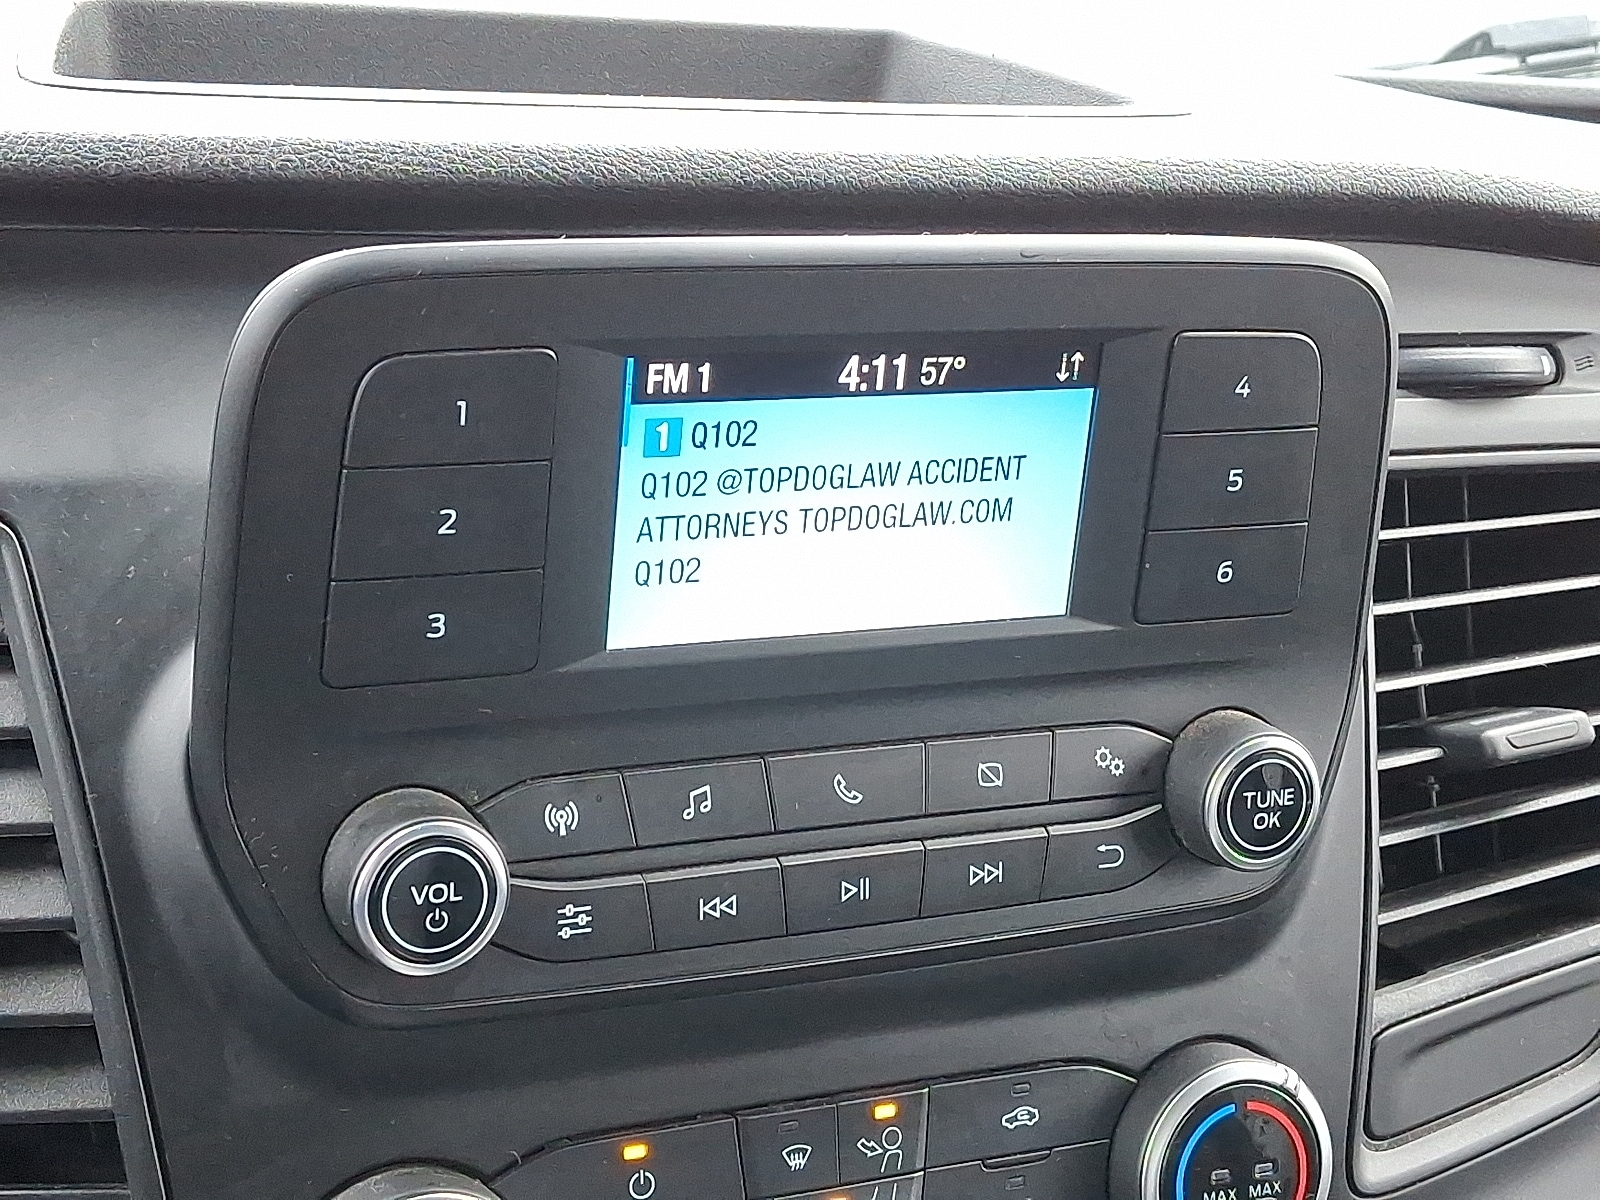 FM 1 4:11 57°
1 Q102
Q102 @TOPDOGLAW ACCIDENT
ATTORNEYS TOPDOGLAW.COM
Q102
1
2
3
4
5
6
VOL
TUNE
OK
MAX MAX